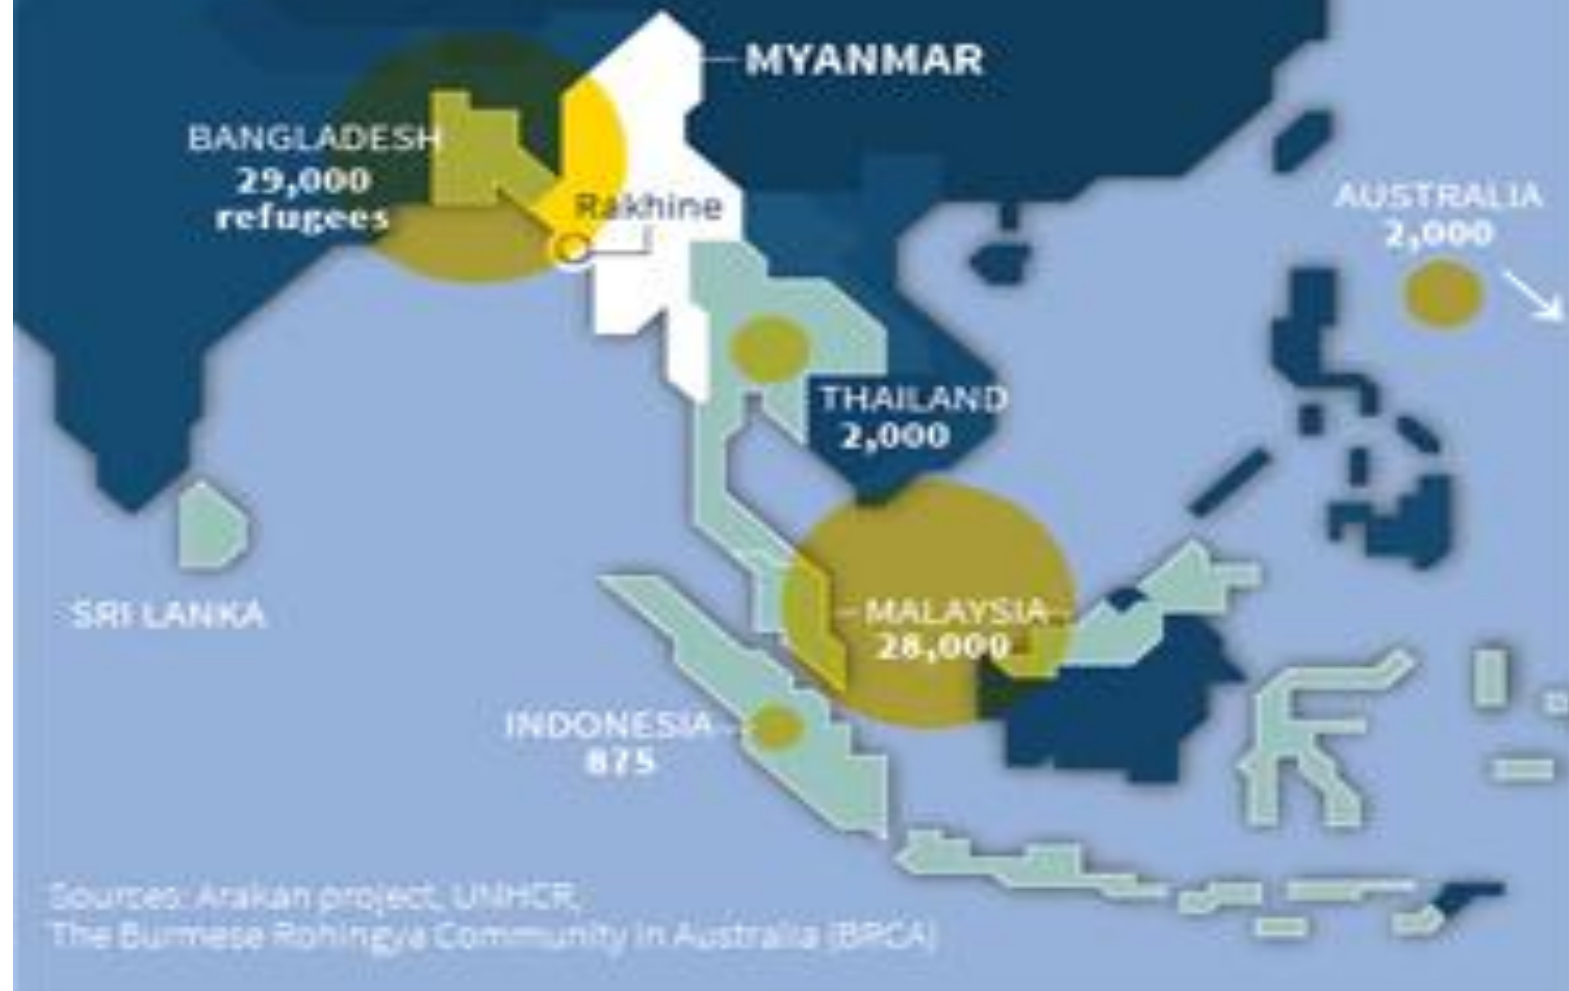 MYANMAR
BANGLADESH
29,000
refugees
Rakhine
AUSTRALIA
2,000
THAILAND
2,000
SRI LANKA
MALAYSIA
28,000
INDONESIA
875
Sources: Arakan project, UNHCR,
The Burmese Rohingya Community in Australia (BRCA)